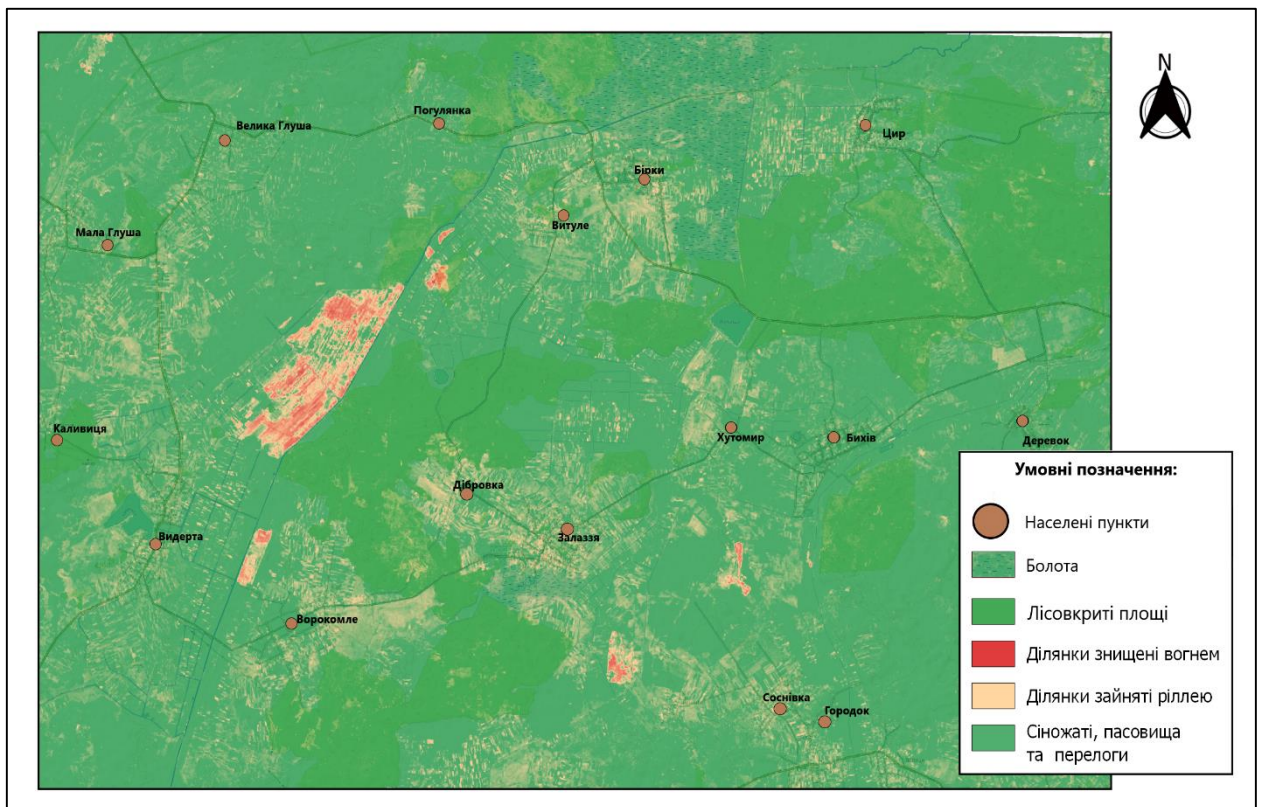 N
Погулянка
Велика Глуша
Цир
Бірки
Витуле
Мала Глуша
Каливиця
Хутомир
Бихів
Деревок
Дібровка
Залаззя
Видерта
Ворокомле
Соснівка
Городок
Умовні позначення:
Населені пункти
Болота
Лісовкриті площі
Ділянки знищені вогнем
Ділянки зайняті ріллею
Сіножаті, пасовища
та перелоги